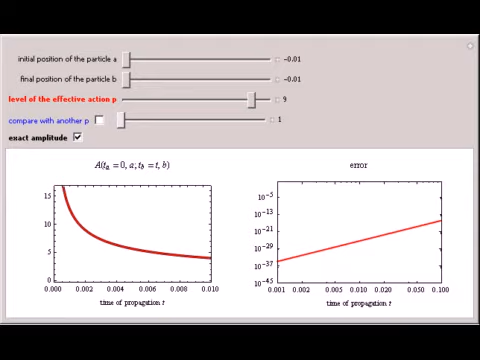 initial position of the particle a -0.01
final position of the particle b -0.01
level of the effective action p 9
compare with another p 1
exact amplitude
A(ta = 0, a; tb = t, b)
error
15
10
5
0
0.000 0.002 0.004 0.006 0.008 0.010
time of propagation t
10^-5
10^-13
10^-21
10^-29
10^-37
10^-45
0.001 0.002 0.005 0.010 0.020 0.050 0.100
time of propagation t